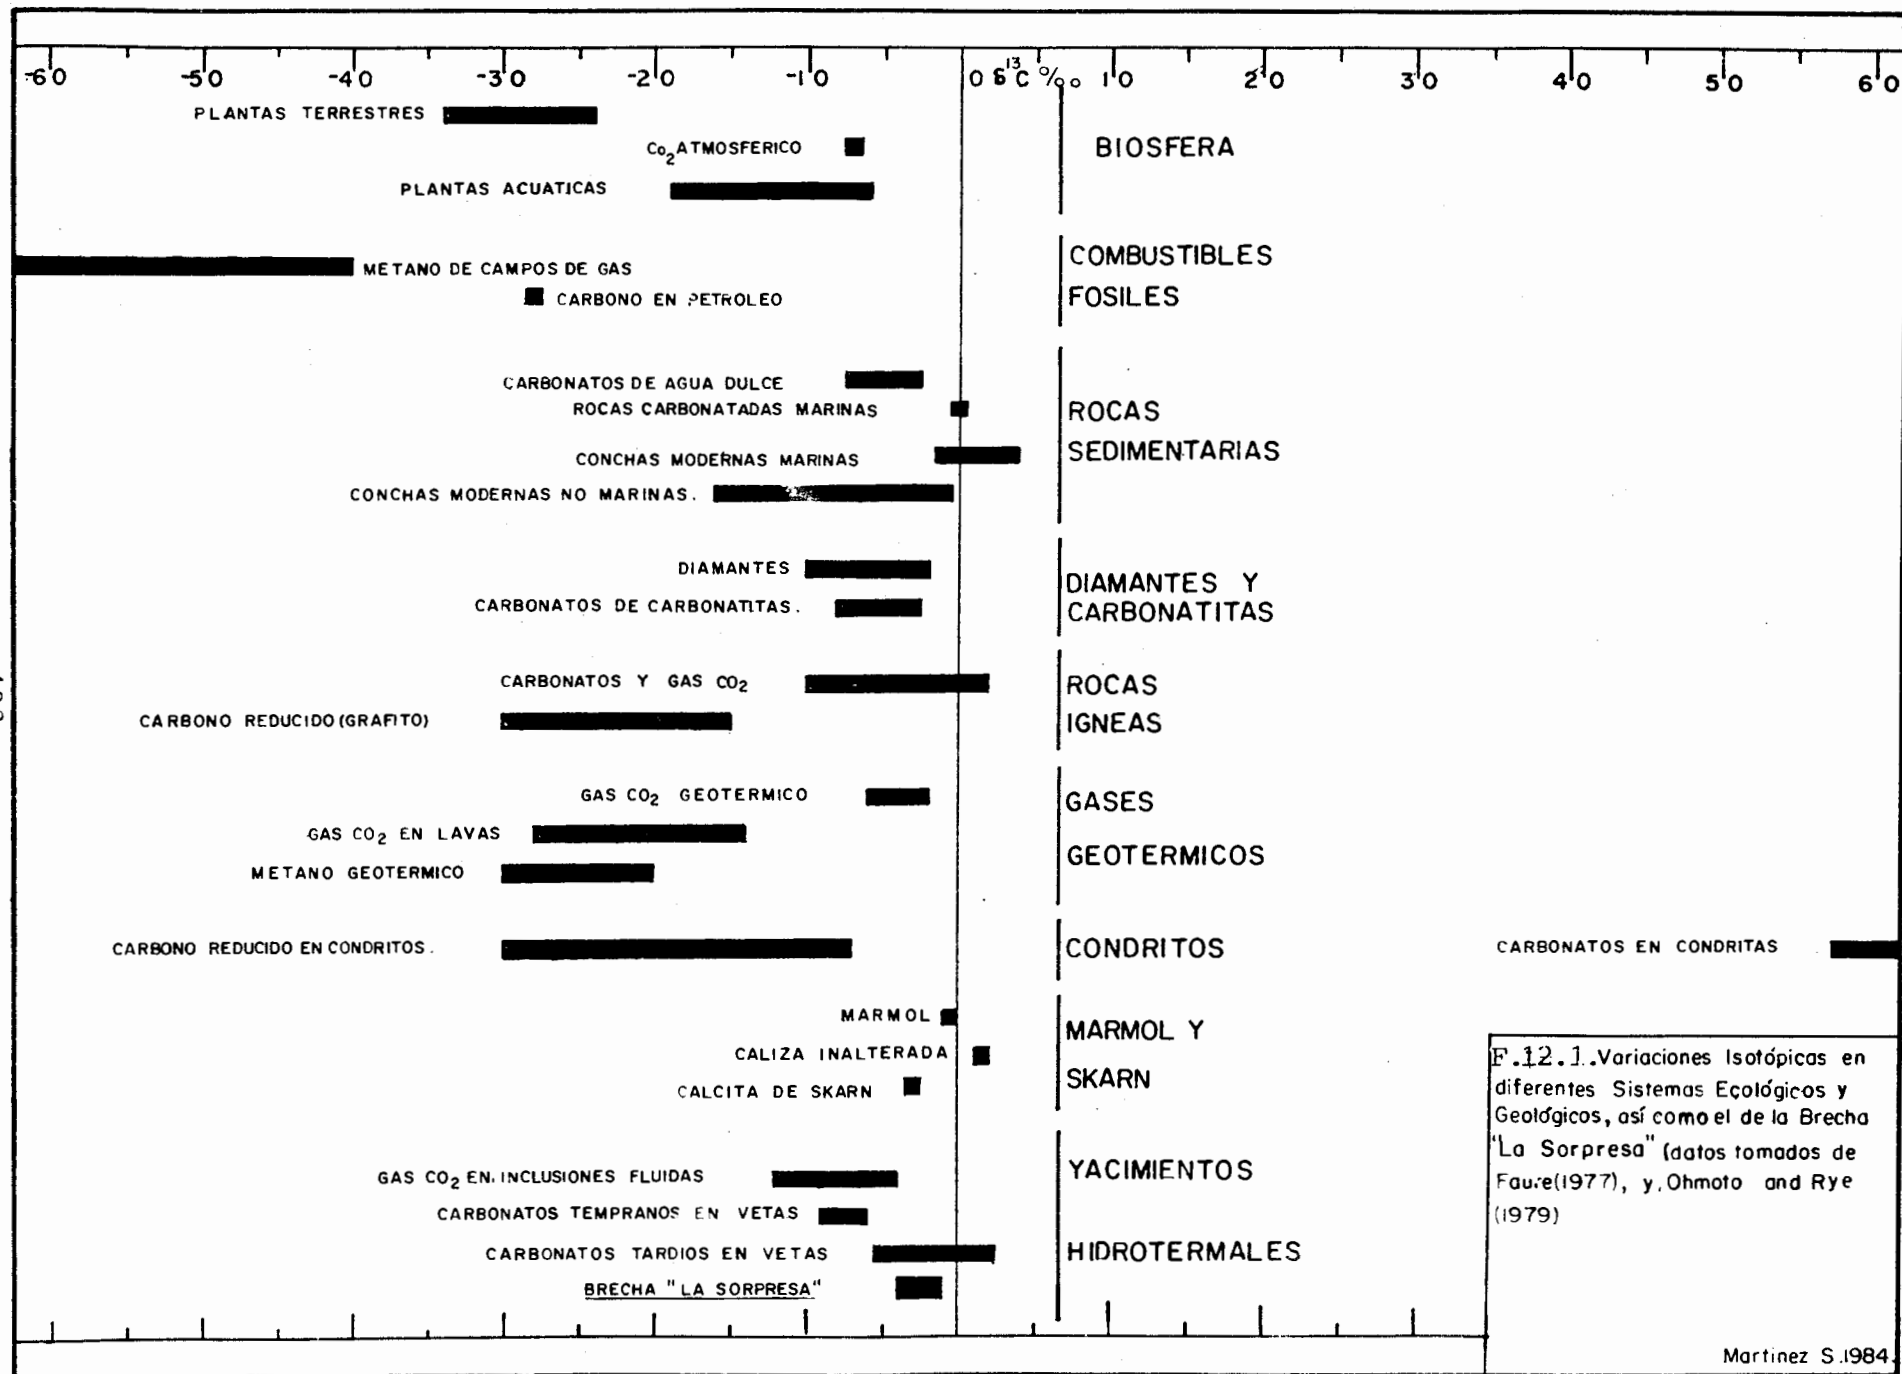 -60 -50 -40 -30 -20 -10 0 δ¹³C ‰ 10 20 30 40 50 60
PLANTAS TERRESTRES
Co₂ ATMOSFERICO
BIOSFERA
PLANTAS ACUATICAS
COMBUSTIBLES
METANO DE CAMPOS DE GAS
CARBONO EN PETROLEO
FOSILES
CARBONATOS DE AGUA DULCE
ROCAS CARBONATADAS MARINAS
ROCAS
CONCHAS MODERNAS MARINAS
SEDIMENTARIAS
CONCHAS MODERNAS NO MARINAS.
DIAMANTES
DIAMANTES Y
CARBONATOS DE CARBONATITAS.
CARBONATITAS
CARBONATOS Y GAS CO₂
ROCAS
CARBONO REDUCIDO (GRAFITO)
IGNEAS
GAS CO₂ GEOTERMICO
GASES
GAS CO₂ EN LAVAS
GEOTERMICOS
METANO GEOTERMICO
CARBONO REDUCIDO EN CONDRITOS.
CONDRITOS
CARBONATOS EN CONDRITAS
MARMOL
MARMOL Y
CALIZA INALTERADA
SKARN
CALCITA DE SKARN
GAS CO₂ EN INCLUSIONES FLUIDAS
YACIMIENTOS
CARBONATOS TEMPRANOS EN VETAS
CARBONATOS TARDIOS EN VETAS
HIDROTERMALES
BRECHA "LA SORPRESA"
F.12.1. Variaciones Isotópicas en
diferentes Sistemas Ecológicos y
Geológicos, así como el de la Brecha
"La Sorpresa" (datos tomados de
Faure(1977), y Ohmoto and Rye
(1979)
Martinez S.1984.